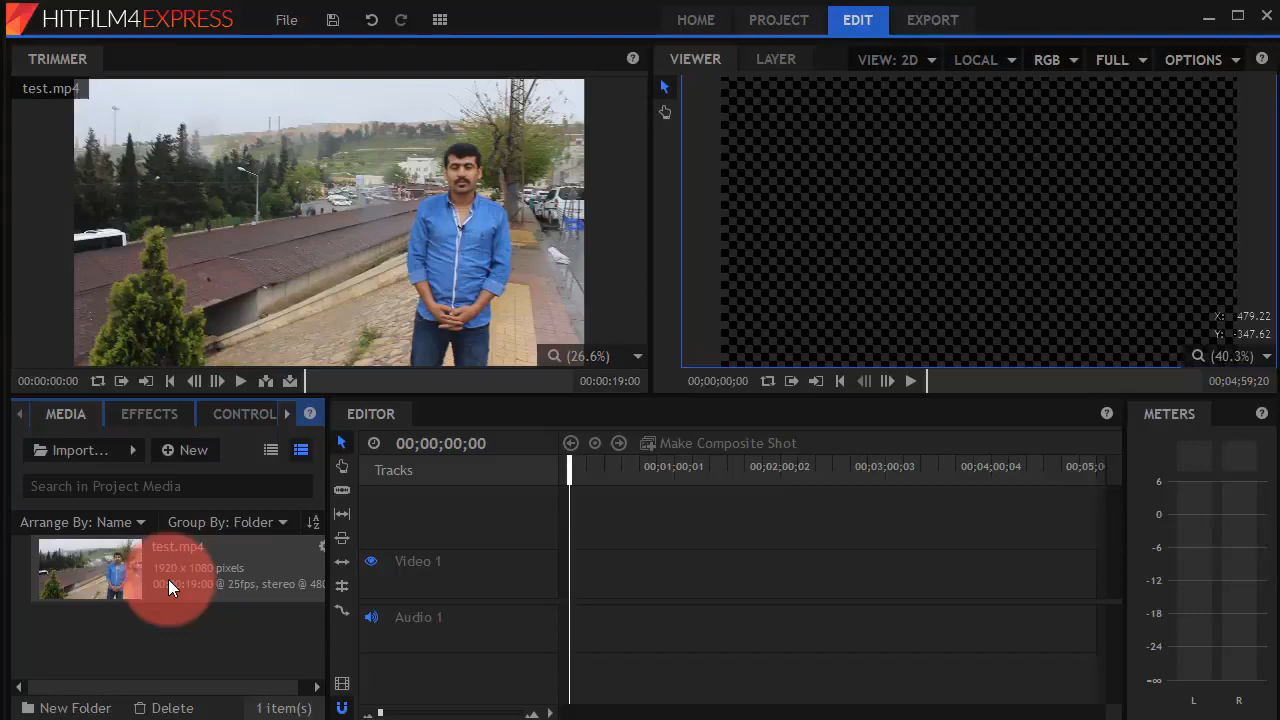 HITFILM4EXPRESS
File
HOME
PROJECT
EDIT
EXPORT
TRIMMER
VIEWER
LAYER
VIEW: 2D
LOCAL
RGB
FULL
OPTIONS
test.mp4
X: 479.22
Y: -347.62
(26.6%)
(40.3%)
00:00:00:00
00:00:19:00
00;00;00;00
00;04;59;20
MEDIA
EFFECTS
CONTROL
EDITOR
METERS
Import...
New
00;00;00;00
Make Composite Shot
Search in Project Media
Tracks
00;01;00;01
00;02;00;02
00;03;00;03
00;04;00;04
00;05;0
Arrange By: Name
Group By: Folder
test.mp4
1920 x 1080 pixels
00:00:19:00 @ 25fps, stereo @ 480
Video 1
Audio 1
6
0
-6
-12
-18
-24
-∞
L
R
New Folder
Delete
1 item(s)